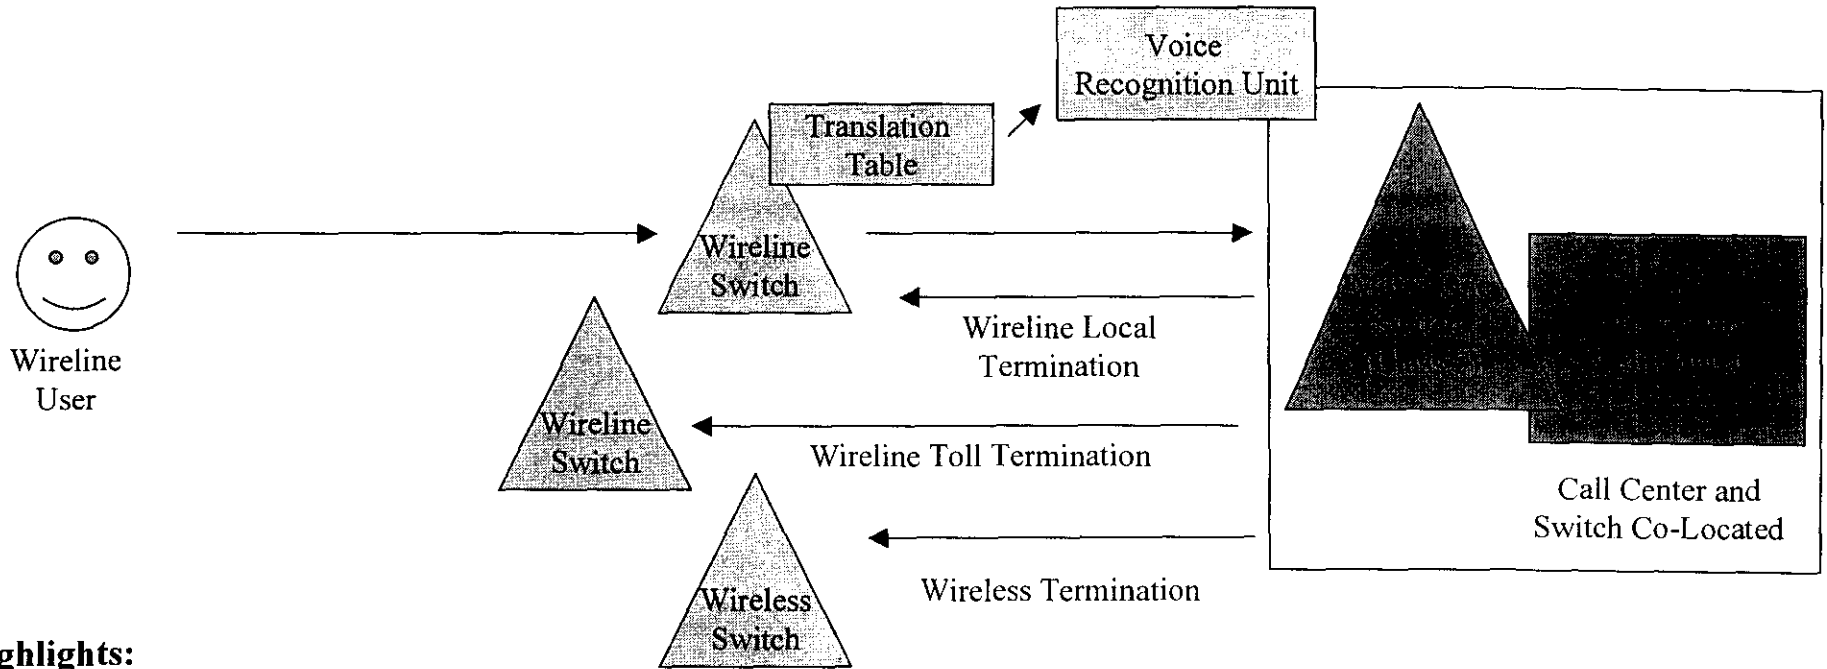 Voice
Recognition Unit
Translation
Table
Wireline
Switch
Wireline
User
Wireline Local
Termination
Wireline
Switch
Wireline Toll Termination
Call Center and
Switch Co-Located
Wireless Termination
Wireless
Switch
ghlights: